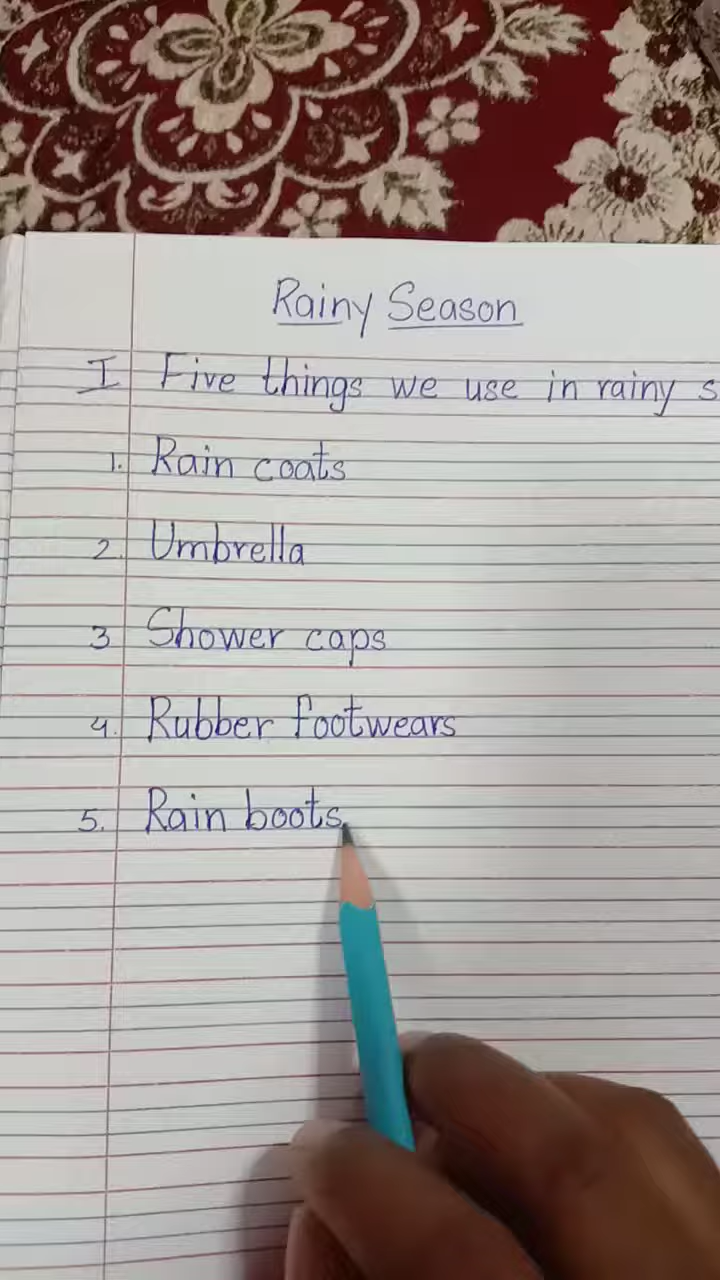 Rainy Season
I Five things we use in rainy s
1. Rain coats
2. Umbrella
3 Shower caps
4. Rubber footwears
5. Rain boots